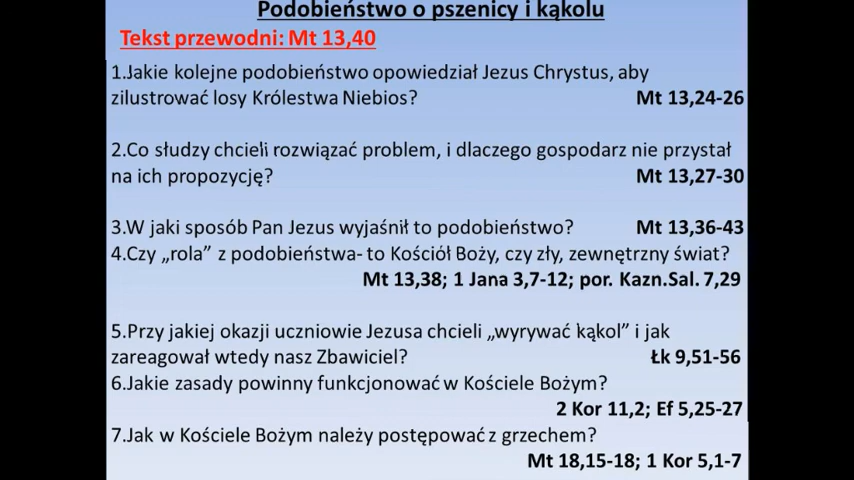 Podobieństwo o pszenicy i kąkolu
Tekst przewodni: Mt 13,40
1.Jakie kolejne podobieństwo opowiedział Jezus Chrystus, aby
zilustrować losy Królestwa Niebios? Mt 13,24-26
2.Co słudzy chcieli rozwiązać problem, i dlaczego gospodarz nie przystał
na ich propozycję? Mt 13,27-30
3.W jaki sposób Pan Jezus wyjaśnił to podobieństwo? Mt 13,36-43
4.Czy „rola” z podobieństwa- to Kościół Boży, czy zły, zewnętrzny świat?
Mt 13,38; 1 Jana 3,7-12; por. Kazn.Sal. 7,29
5.Przy jakiej okazji uczniowie Jezusa chcieli „wyrywać kąkol” i jak
zareagował wtedy nasz Zbawiciel? Łk 9,51-56
6.Jakie zasady powinny funkcjonować w Kościele Bożym?
2 Kor 11,2; Ef 5,25-27
7.Jak w Kościele Bożym należy postępować z grzechem?
Mt 18,15-18; 1 Kor 5,1-7